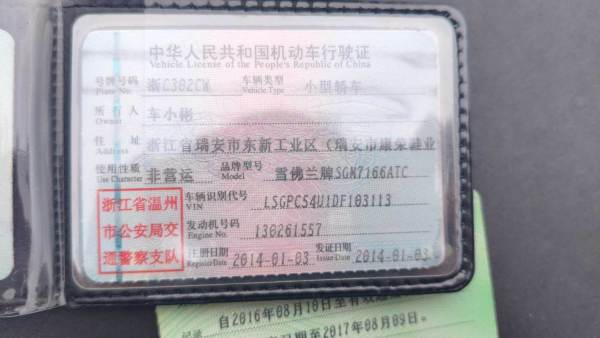 中华人民共和国机动车行驶证
Vehicle License of the People's Republic of China
号牌号码 浙C382CW 车辆类型 小型轿车
Plate No. Vehicle Type
所有人 车小彬
Owner
住址 浙江省瑞安市东新工业区(瑞安市康荣鞋业
Address
使用性质 非营运 品牌型号 雪佛兰牌SGM7166ATC
Use Character Model
浙江省温州
市公安局交
通警察支队
车辆识别代号 LSGPC54U1DF103113
VIN
发动机号码 130261557
Engine No.
注册日期 2014-01-03 发证日期 2014-01-03
Register Date Issue Date
自2016年08月10日至有效
记录
日期至2017年08月09日。